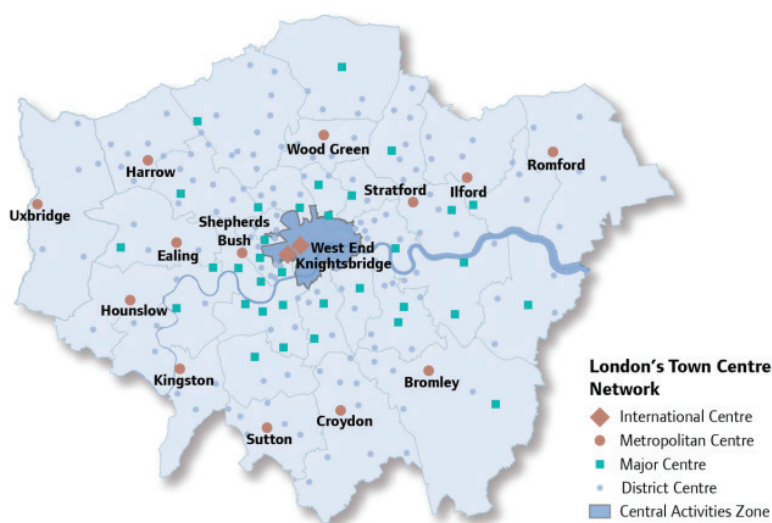 Wood Green
Harrow
Romford
Ilford
Stratford
Uxbridge
Shepherds
Bush
West End
Knightsbridge
Ealing
Hounslow
Kingston
Bromley
Croydon
Sutton
London's Town Centre
Network
International Centre
Metropolitan Centre
Major Centre
District Centre
Central Activities Zone